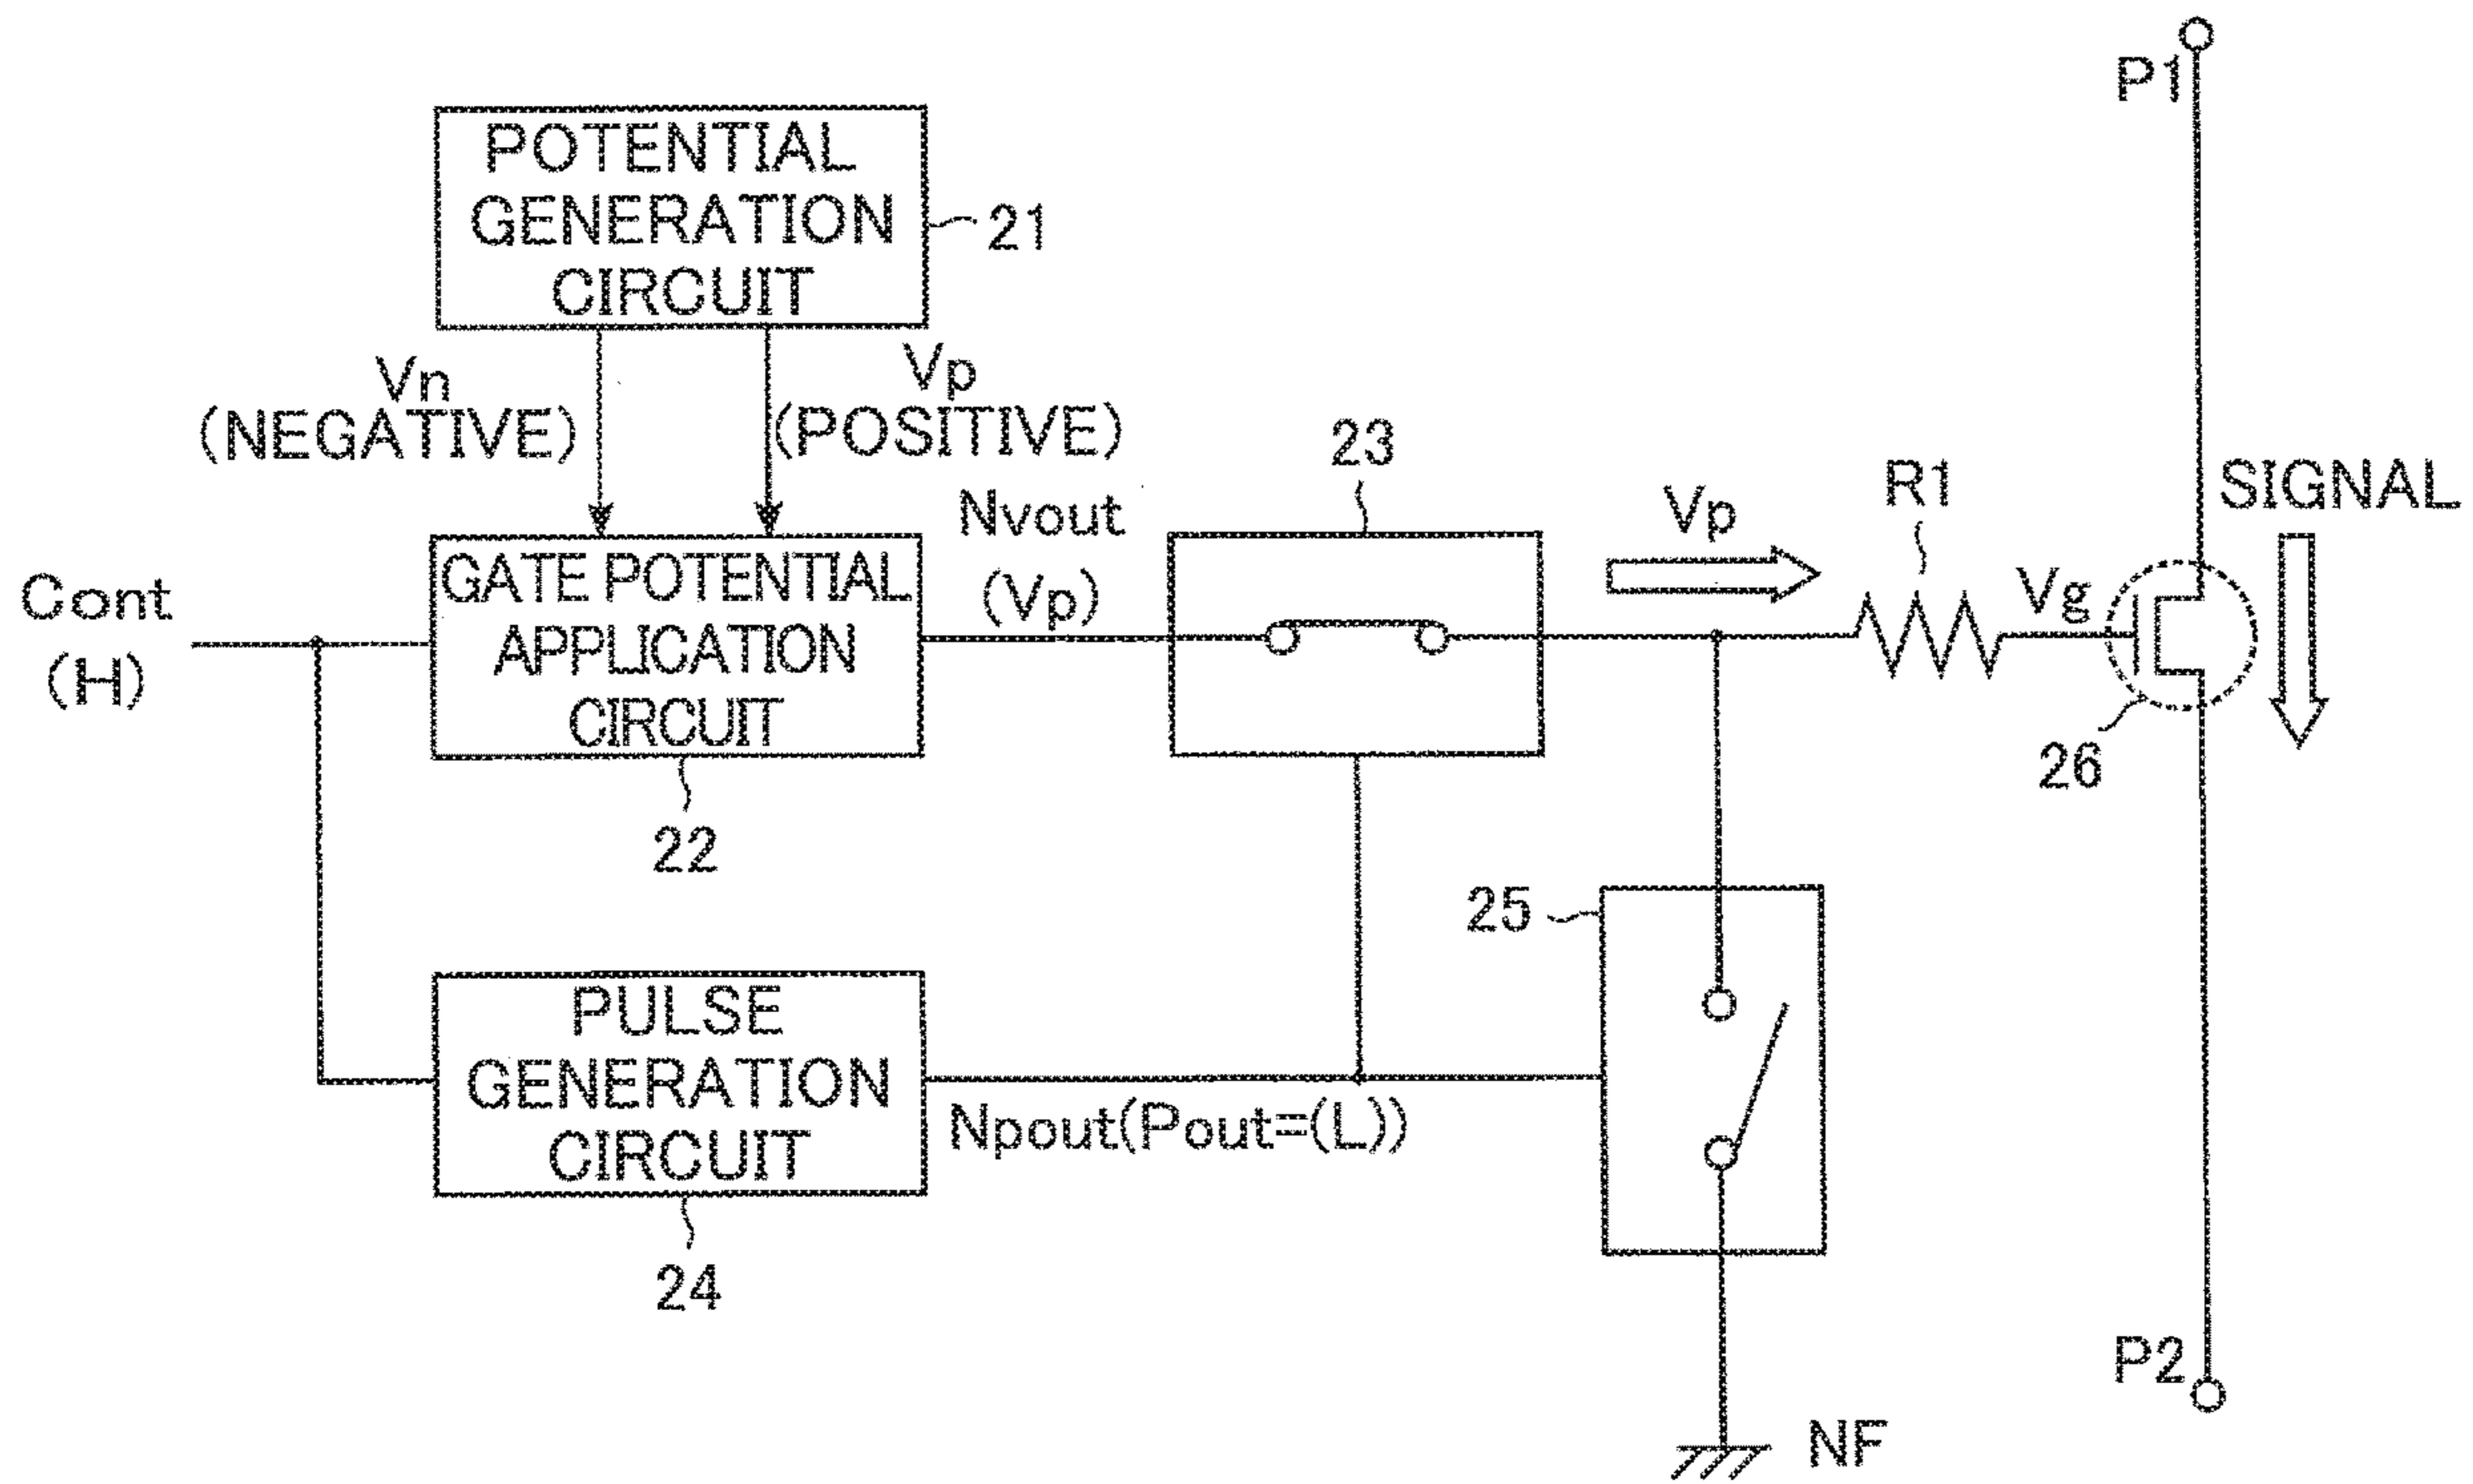 P1
POTENTIAL
GENERATION
CIRCUIT
21
Vn
(NEGATIVE)
Vp
(POSITIVE)
Nvout
(Vp)
23
Vp
R1
SIGNAL
Cont
(H)
GATE POTENTIAL
APPLICATION
CIRCUIT
22
Vg
26
25
PULSE
GENERATION
CIRCUIT
24
Npout(Pout=(L))
P2
NF